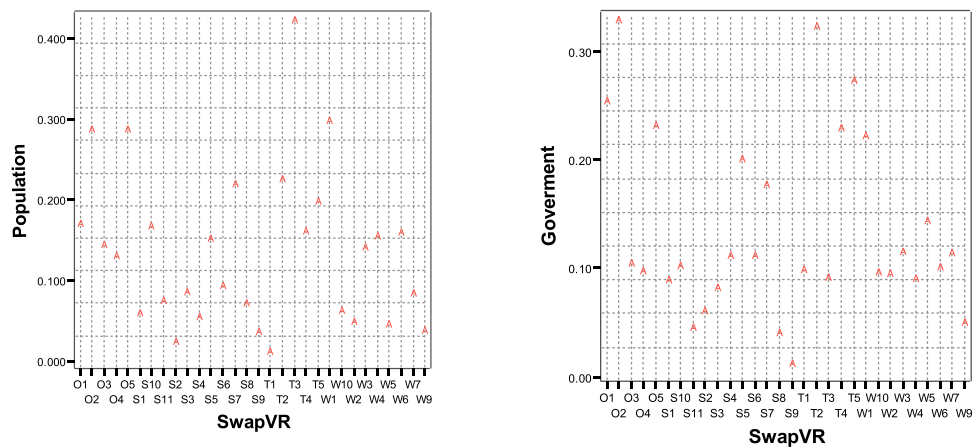 0.400
0.300
0.200
0.100
0.000
Population
A A A A A A A A A A A A A A A A A A A A A A A A A A A A A A
O1 O3 O5 S10 S2 S4 S6 S8 T1 T3 T5 W10 W3 W5 W7
O2 O4 S1 S11 S3 S5 S7 S9 T2 T4 W1 W2 W4 W6 W9
SwapVR
0.30
0.20
0.10
0.00
Goverment
A A A A A A A A A A A A A A A A A A A A A A A A A A A A A A
O1 O3 O5 S10 S2 S4 S6 S8 T1 T3 T5 W10 W3 W5 W7
O2 O4 S1 S11 S3 S5 S7 S9 T2 T4 W1 W2 W4 W6 W9
SwapVR